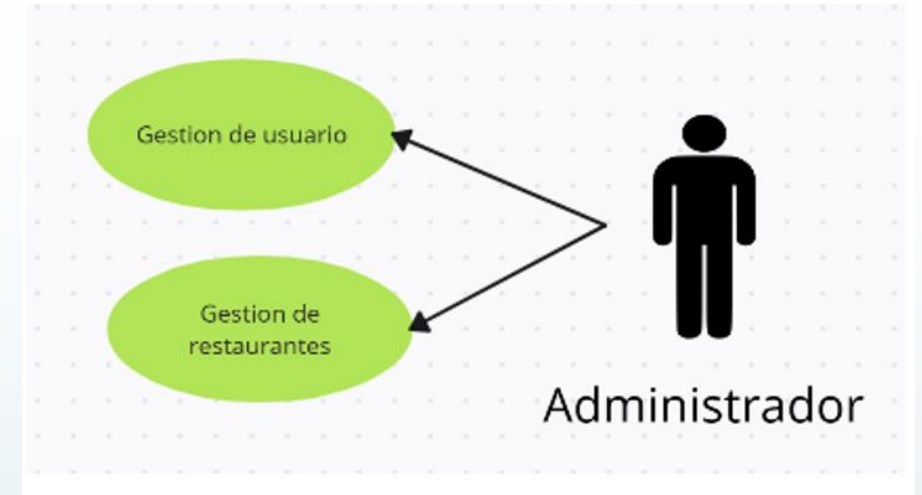 Gestion de usuario
Gestion de
restaurantes
Administrador